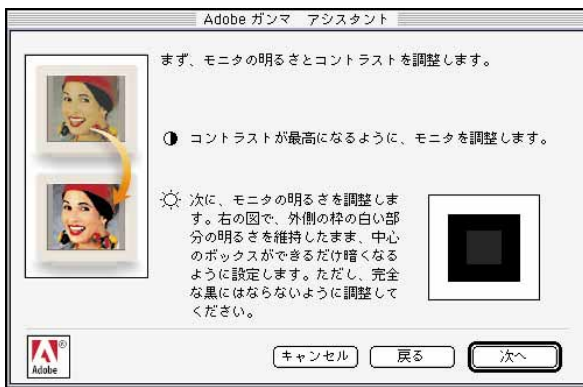 Adobe ガンマ アシスタント
まず、モニタの明るさとコントラストを調整します。
コントラストが最高になるように、モニタを調整します。
次に、モニタの明るさを調整しま
す。右の図で、外側の枠の白い部
分の明るさを維持したまま、中心
のボックスができるだけ暗くなる
ように設定します。ただし、完全
な黒にはならないように調整して
ください。
Adobe
キャンセル
戻る
次へ